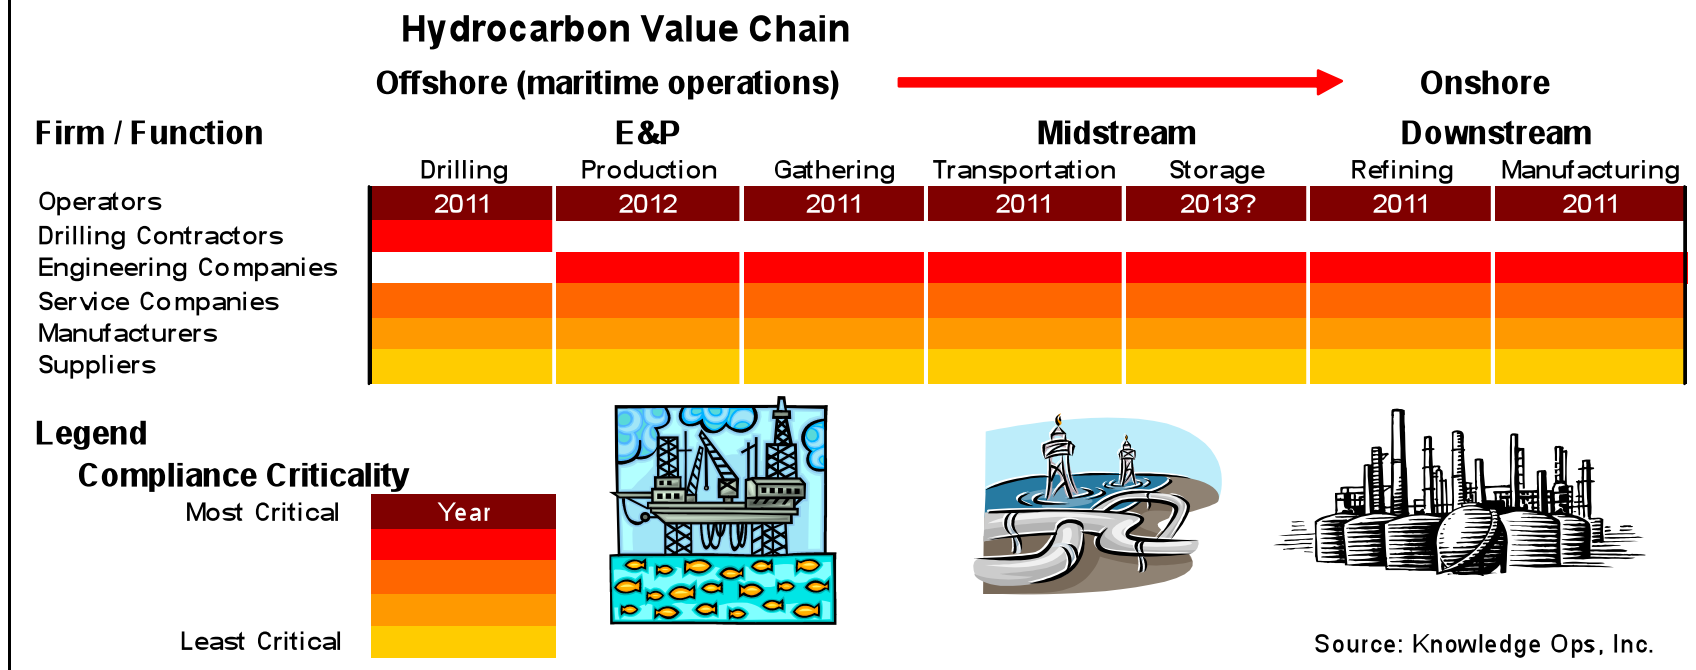 Hydrocarbon Value Chain
Offshore (maritime operations) Onshore
Firm / Function E&P Midstream Downstream
Drilling Production Gathering Transportation Storage Refining Manufacturing
Operators 2011 2012 2011 2011 2013? 2011 2011
Drilling Contractors
Engineering Companies
Service Companies
Manufacturers
Suppliers
Legend
Compliance Criticality
Most Critical Year
Least Critical
Source: Knowledge Ops, Inc.